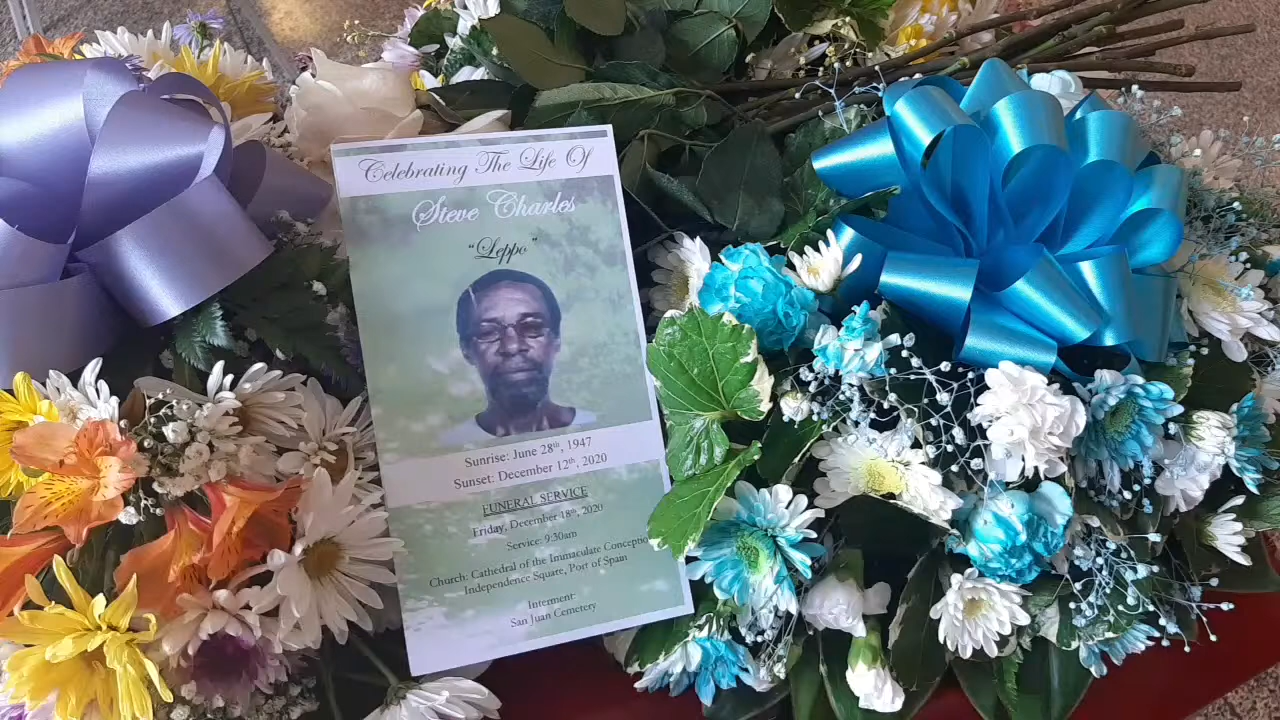 Celebrating The Life Of
Steve Charles
"Leppo"
Sunrise: June 28th, 1947
Sunset: December 12th, 2020
FUNERAL SERVICE
Friday, December 18th, 2020
Service: 9:30am
Church: Cathedral of the Immaculate Conceptio
Independence Square, Port of Spain
Interment:
San Juan Cemetery